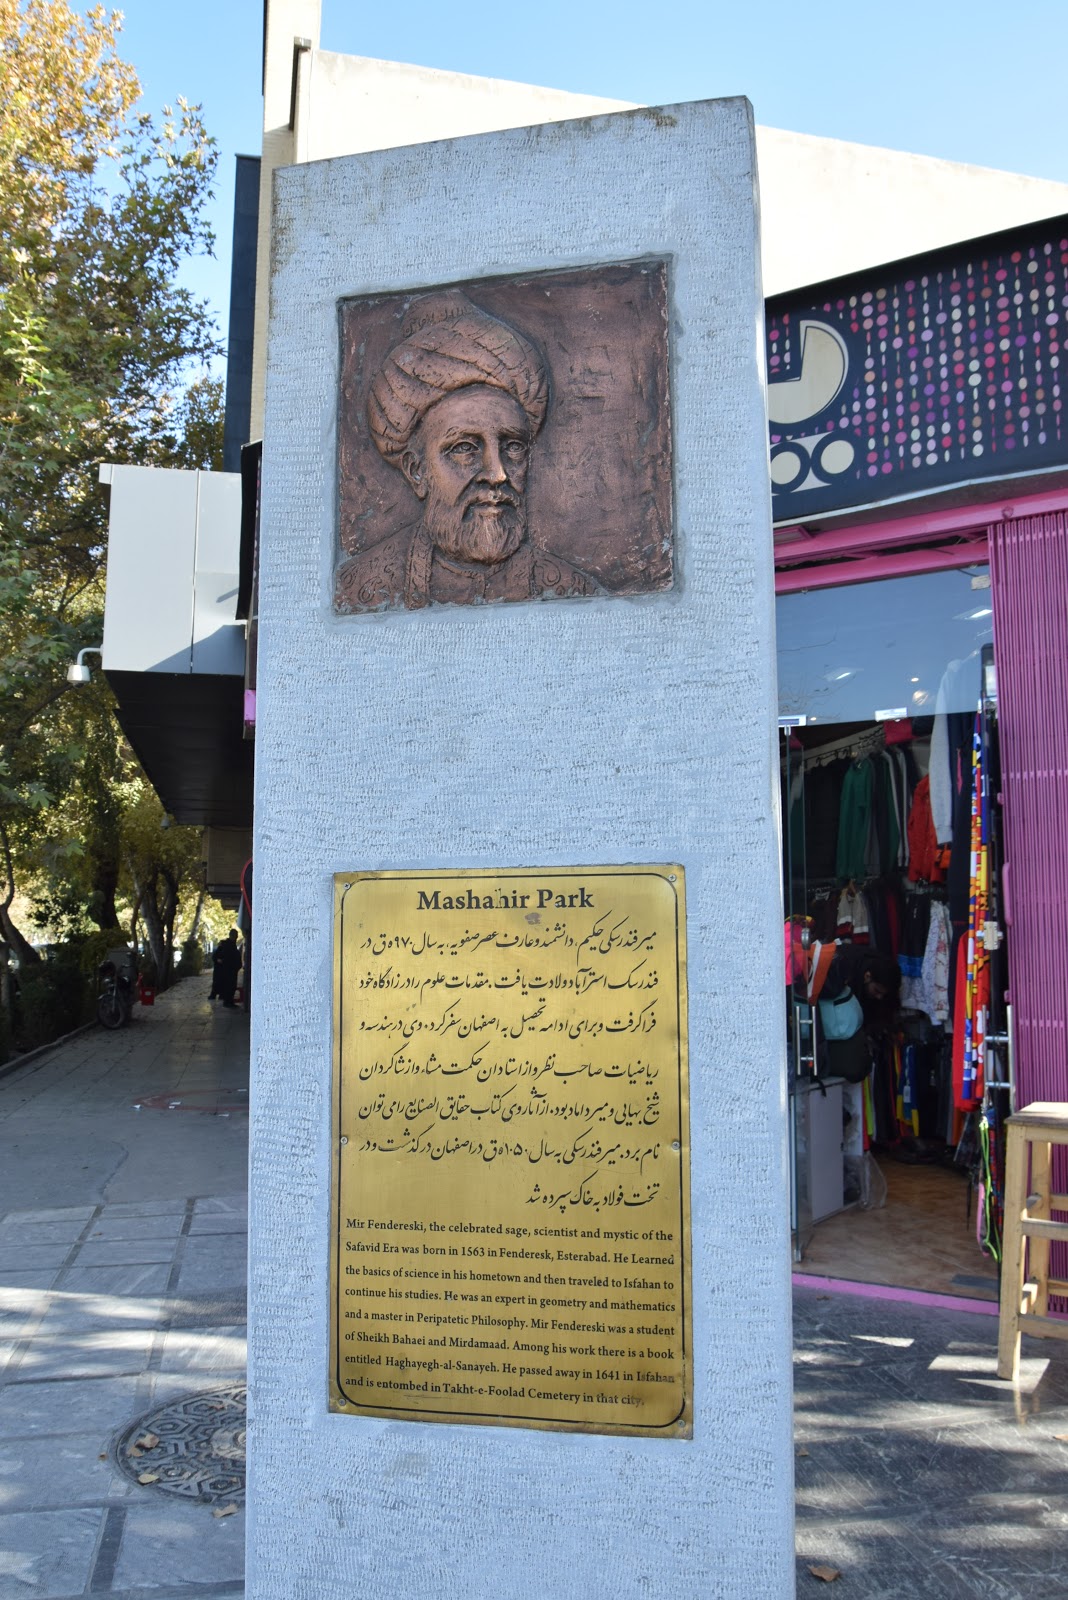 Mashahir Park
میرفندرسکی حکیم، دانشمند و عارف عصر صفویه، به سال ۹۷۰ ه ق در
فندرسک استرآباد ولادت یافت. مقدمات علوم را در زادگاه خود
فراگرفت و برای ادامه تحصیل به اصفهان سفر کرد. وی در هندسه و
ریاضیات صاحب نظر و از استادان حکمت مشاء و از شاگردان
شیخ بهایی و میرداماد بود. از آثار وی کتاب حقایق الصنایع را می توان
نام برد. میرفندرسکی به سال ۱۰۵۰ ه ق در اصفهان درگذشت و در
تخت فولاد به خاک سپرده شد
Mir Fendereski, the celebrated sage, scientist and mystic of the
Safavid Era was born in 1563 in Fenderesk, Esterabad. He Learned
the basics of science in his hometown and then traveled to Isfahan to
continue his studies. He was an expert in geometry and mathematics
and a master in Peripatetic Philosophy. Mir Fendereski was a student
of Sheikh Bahaei and Mirdamaad. Among his work there is a book
entitled Haghayegh-al-Sanayeh. He passed away in 1641 in Isfahan
and is entombed in Takht-e-Foolad Cemetery in that city.